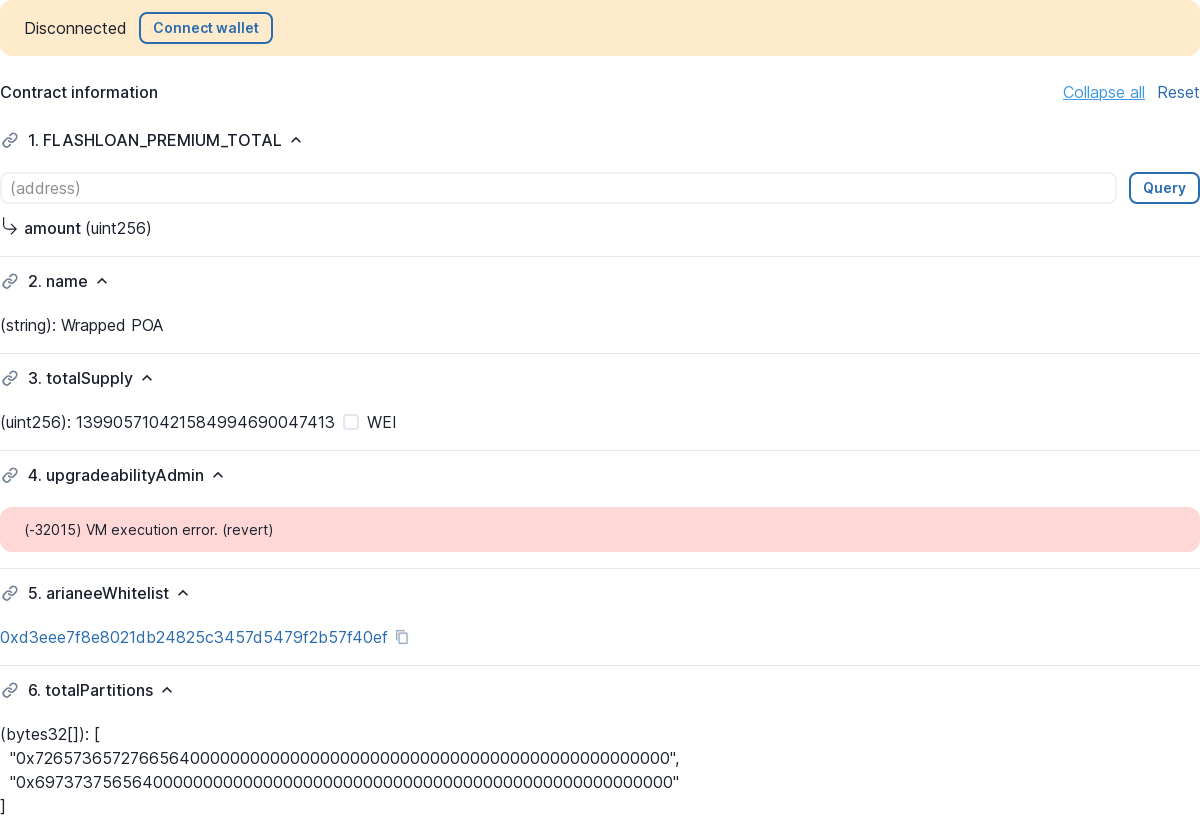 Disconnected Connect wallet
Contract information Collapse all Reset
1. FLASHLOAN_PREMIUM_TOTAL
(address) Query
amount (uint256)
2. name
(string): Wrapped POA
3. totalSupply
(uint256): 139905710421584994690047413 WEI
4. upgradeabilityAdmin
(-32015) VM execution error. (revert)
5. arianeeWhitelist
0xd3eee7f8e8021db24825c3457d5479f2b57f40ef
6. totalPartitions
(bytes32[]): [
"0x7265736572766564000000000000000000000000000000000000000000000000",
"0x6973737565640000000000000000000000000000000000000000000000000000"
]